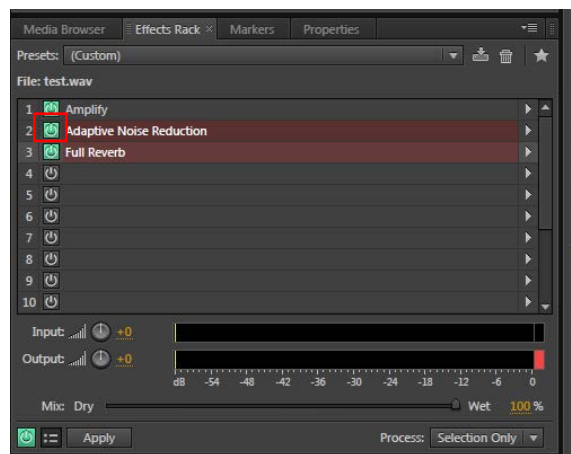 Media Browser Effects Rack × Markers Properties
Presets: (Custom)
File: test.wav
1 Amplify
2 Adaptive Noise Reduction
3 Full Reverb
4
5
6
7
8
9
10
Input: +0
Output: +0
dB -54 -48 -42 -36 -30 -24 -18 -12 -6 0
Mix: Dry Wet 100 %
Apply Process: Selection Only